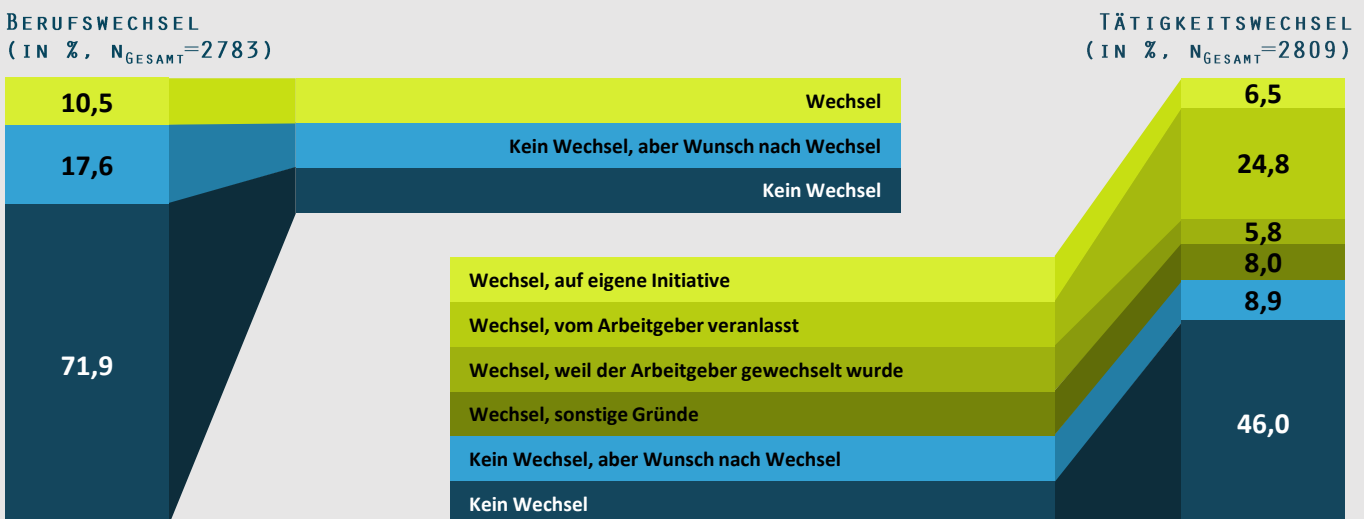 BERUFSWECHSEL
(IN %, NGESAMT=2783)
TÄTIGKEITSWECHSEL
(IN %, NGESAMT=2809)
10,5
17,6
71,9
Wechsel
Kein Wechsel, aber Wunsch nach Wechsel
Kein Wechsel
Wechsel, auf eigene Initiative
Wechsel, vom Arbeitgeber veranlasst
Wechsel, weil der Arbeitgeber gewechselt wurde
Wechsel, sonstige Gründe
Kein Wechsel, aber Wunsch nach Wechsel
Kein Wechsel
6,5
24,8
5,8
8,0
8,9
46,0